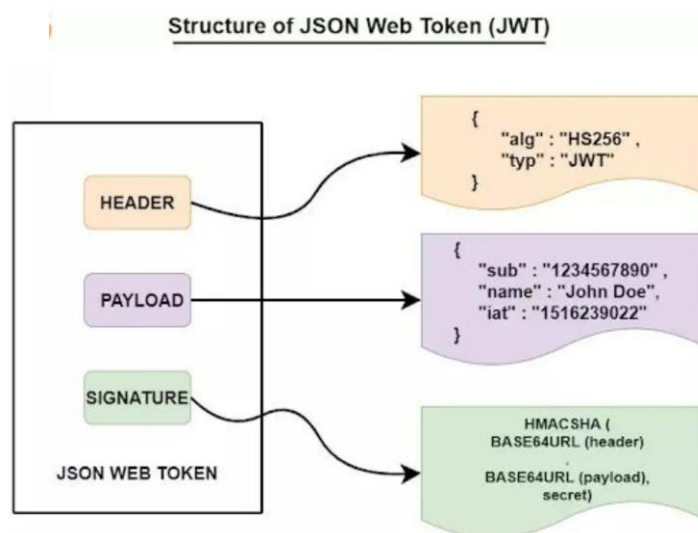 Structure of JSON Web Token (JWT)
HEADER
PAYLOAD
SIGNATURE
JSON WEB TOKEN
{
"alg" : "HS256" ,
"typ" : "JWT"
}
{
"sub" : "1234567890" ,
"name" : "John Doe",
"iat" : "1516239022"
}
HMACSHA (
BASE64URL (header)
.
BASE64URL (payload),
secret)